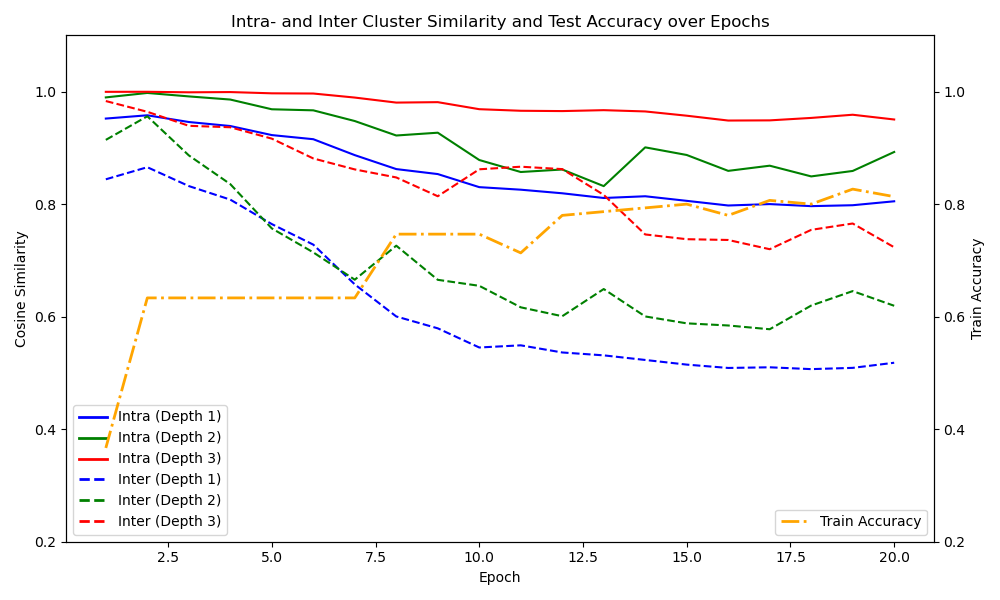 Intra- and Inter Cluster Similarity and Test Accuracy over Epochs
Cosine Similarity
1.0
0.8
0.6
0.4
0.2
1.0
0.8
0.6
0.4
0.2
Train Accuracy
Intra (Depth 1)
Intra (Depth 2)
Intra (Depth 3)
Inter (Depth 1)
Inter (Depth 2)
Inter (Depth 3)
Train Accuracy
2.5 5.0 7.5 10.0 12.5 15.0 17.5 20.0
Epoch